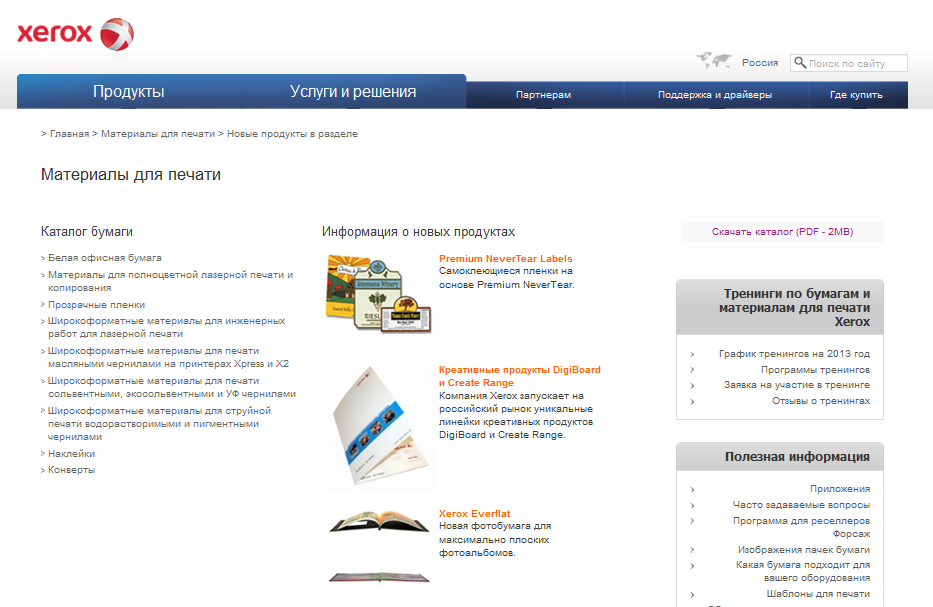 xerox
Россия
Поиск по сайту
Продукты
Услуги и решения
Партнерам
Поддержка и драйверы
Где купить
> Главная > Материалы для печати > Новые продукты в разделе
Материалы для печати
Каталог бумаги
Белая офисная бумага
Материалы для полноцветной лазерной печати и
копирования
Прозрачные пленки
Широкоформатные материалы для инженерных
работ для лазерной печати
Широкоформатные материалы для печати
масляными чернилами на принтерах Xpress и X2
Широкоформатные материалы для печати
сольвентными, экосольвентными и УФ чернилами
Широкоформатные материалы для струйной
печати водорастворимыми и пигментными
чернилами
Наклейки
Конверты
Информация о новых продуктах
Premium NeverTear Labels
Самоклеющиеся пленки на
основе Premium NeverTear.
Креативные продукты DigiBoard
и Create Range
Компания Xerox запускает на
российский рынок уникальные
линейки креативных продуктов
DigiBoard и Create Range.
Xerox Everflat
Новая фотобумага для
максимально плоских
фотоальбомов.
Скачать каталог (PDF - 2MB)
Тренинги по бумагам и
материалам для печати
Xerox
График тренингов на 2013 год
Программы тренингов
Заявка на участие в тренинге
Отзывы о тренингах
Полезная информация
Приложения
Часто задаваемые вопросы
Программа для реселлеров
Форсаж
Изображения пачек бумаги
Какая бумага подходит для
вашего оборудования
Шаблоны для печати